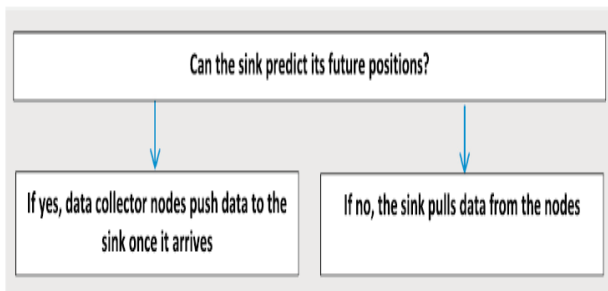 Can the sink predict its future positions?
If yes, data collector nodes push data to the
sink once it arrives
If no, the sink pulls data from the nodes